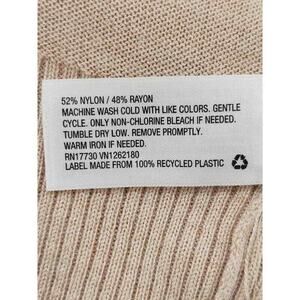 52% NYLON / 48% RAYON
MACHINE WASH COLD WITH LIKE COLORS. GENTLE
CYCLE. ONLY NON-CHLORINE BLEACH IF NEEDED.
TUMBLE DRY LOW. REMOVE PROMPTLY.
WARM IRON IF NEEDED.
RN17730 VN1262180
LABEL MADE FROM 100% RECYCLED PLASTIC